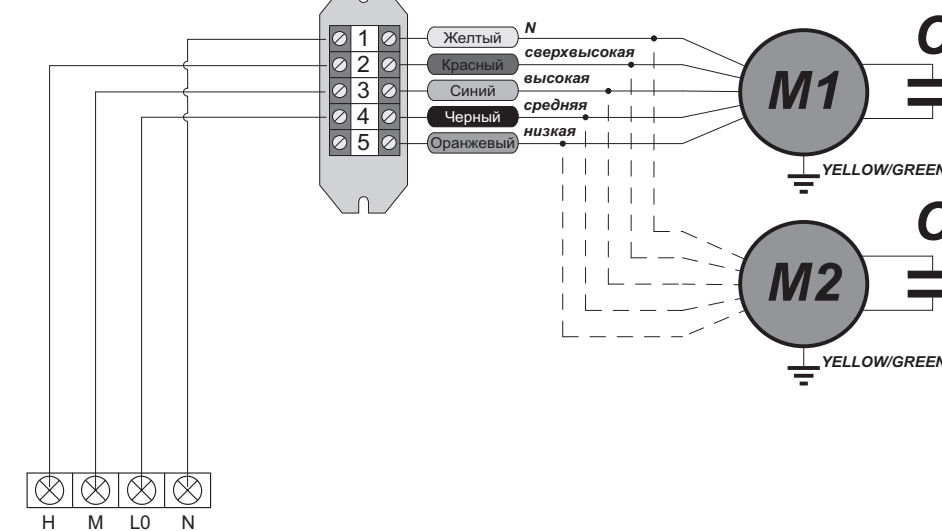 N
1 Желтый
сверхвысокая
2 Красный
высокая
3 Синий
средняя
4 Черный
низкая
5 Оранжевый
M1
C
YELLOW/GREEN
M2
C
YELLOW/GREEN
H M L0 N